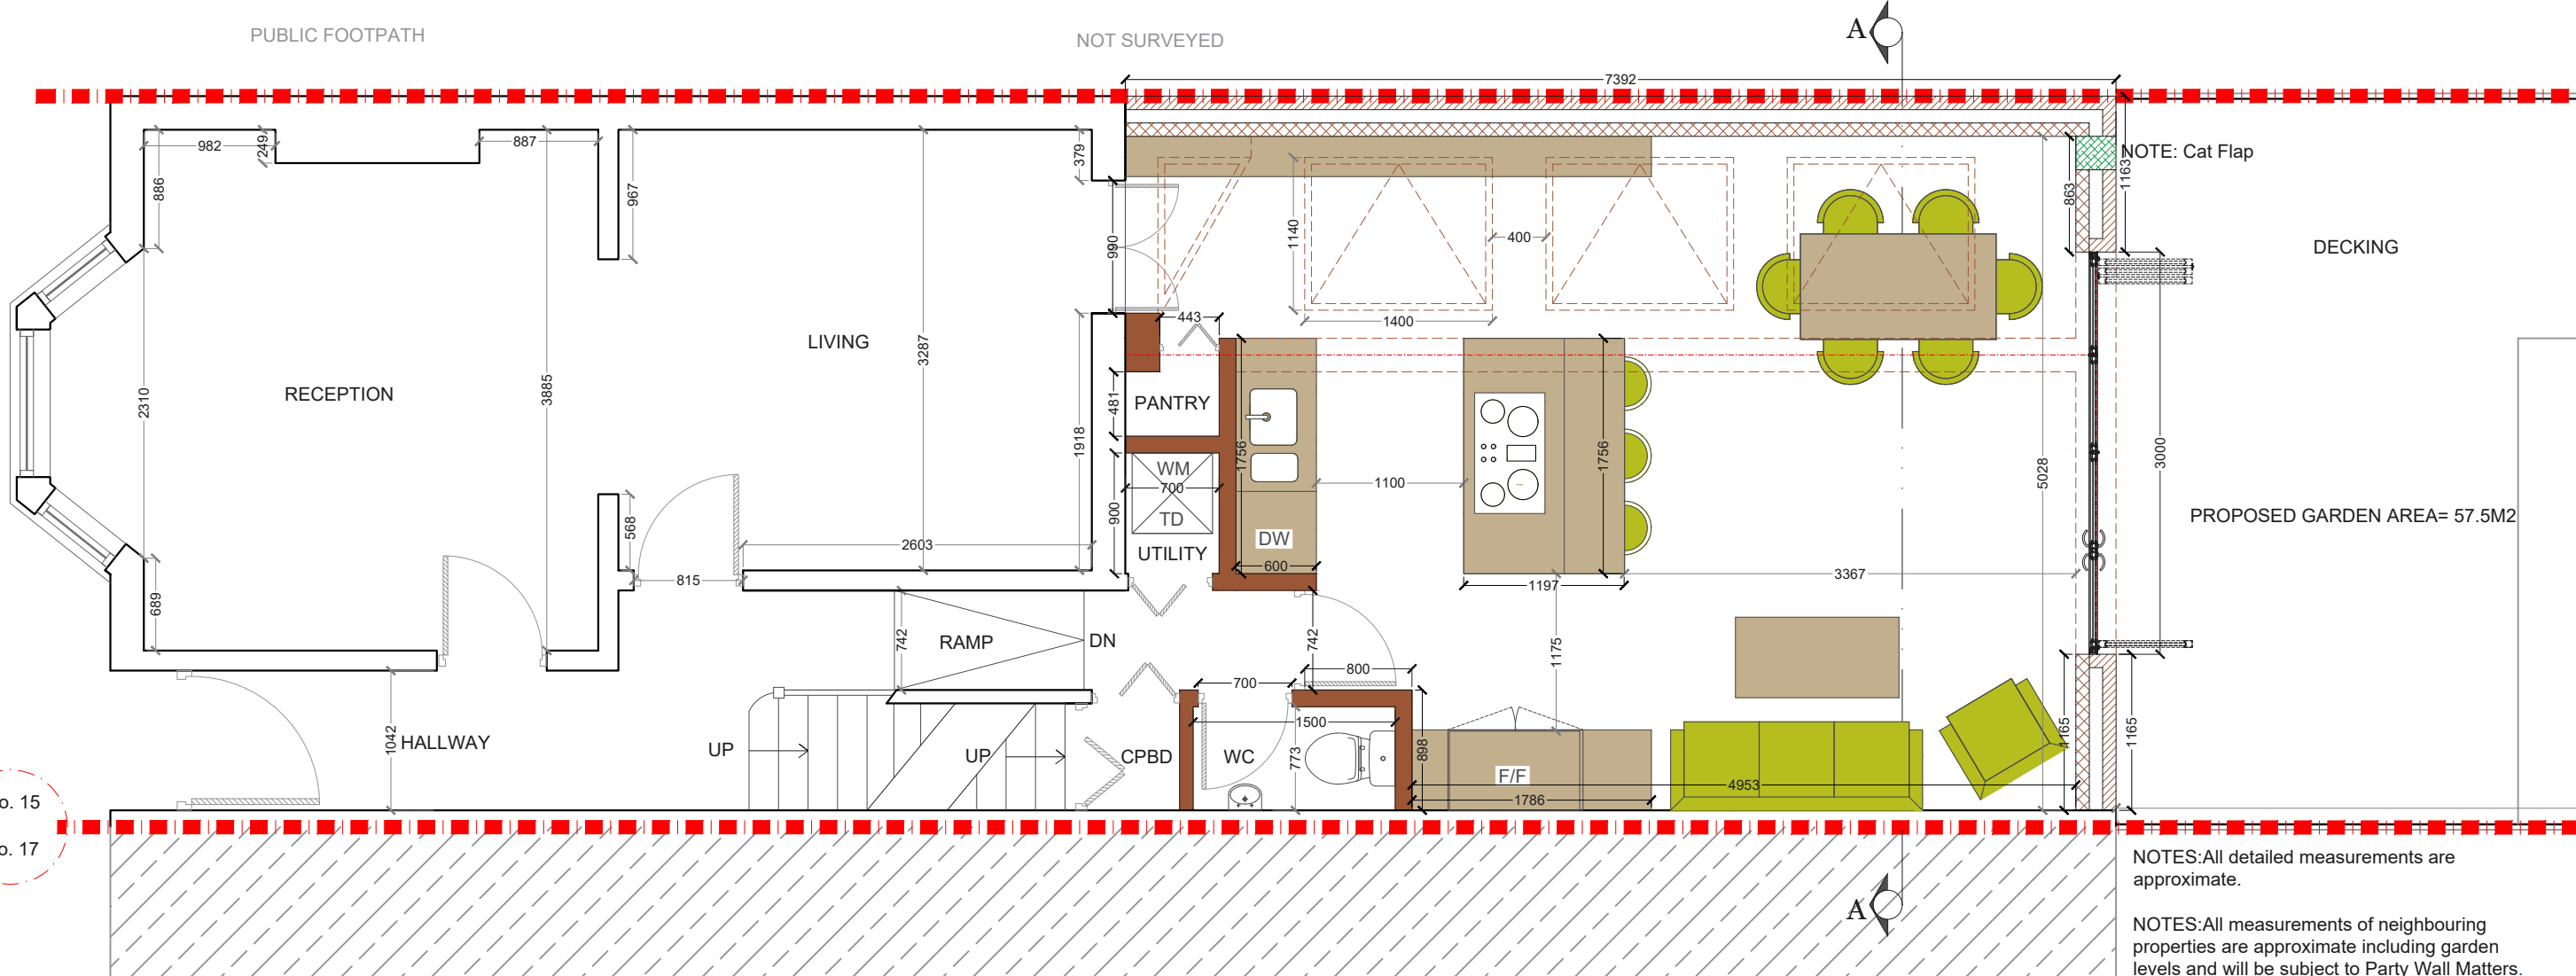 PUBLIC FOOTPATH
NOT SURVEYED
A
7392
982
249
887
379
NOTE: Cat Flap
886
967
863
1163
990
1140
400
DECKING
443
1400
LIVING
3287
RECEPTION
2310
3885
481
PANTRY
1918
1756
1756
3000
5028
WM
700
TD
1100
900
568
PROPOSED GARDEN AREA= 57.5M2
DW
2603
UTILITY
600
815
1197
3367
689
742
RAMP
DN
742
1175
800
700
1500
1042
HALLWAY
UP
UP
CPBD
WC
773
898
F/F
1165
1165
4953
1786
o. 15
o. 17
A
NOTES:All detailed measurements are
approximate.
NOTES:All measurements of neighbouring
properties are approximate including garden
levels and will be subject to Party Wall Matters.